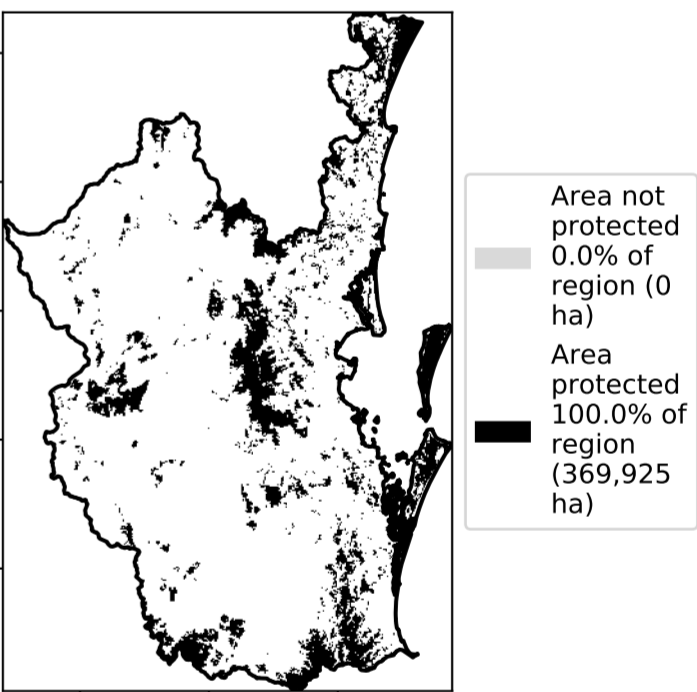 Area not
protected
0.0% of
region (0
ha)
Area
protected
100.0% of
region
(369,925
ha)